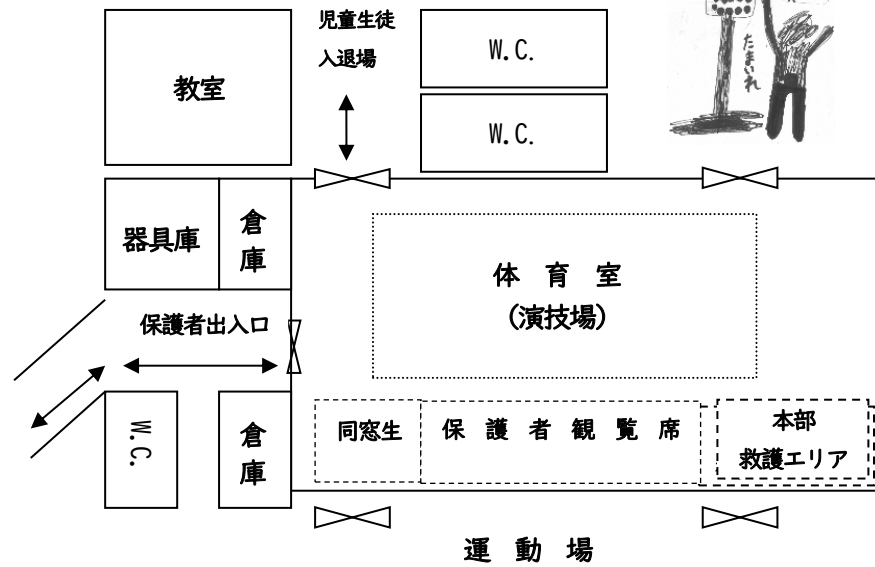 児童生徒
入退場
W.C.
教室
W.C.
たまいれ
器具庫
倉庫
体育室
(演技場)
保護者出入口
W.C.
倉庫
同窓生
保護者観覧席
本部
救護エリア
運動場